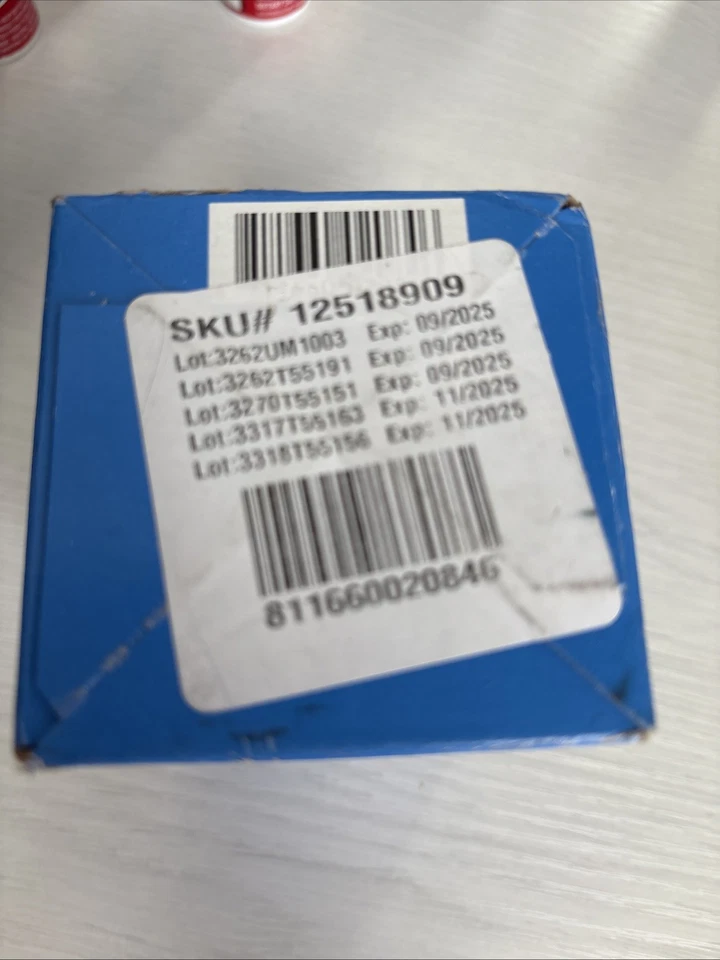 SKU# 12518909
Lot:3262UM1003 Exp: 09/2025
Lot:3262T55191 Exp: 09/2025
Lot:3270T55151 Exp: 09/2025
Lot:3317T55163 Exp: 11/2025
Lot:3318T55156 Exp: 11/2025
811660020846